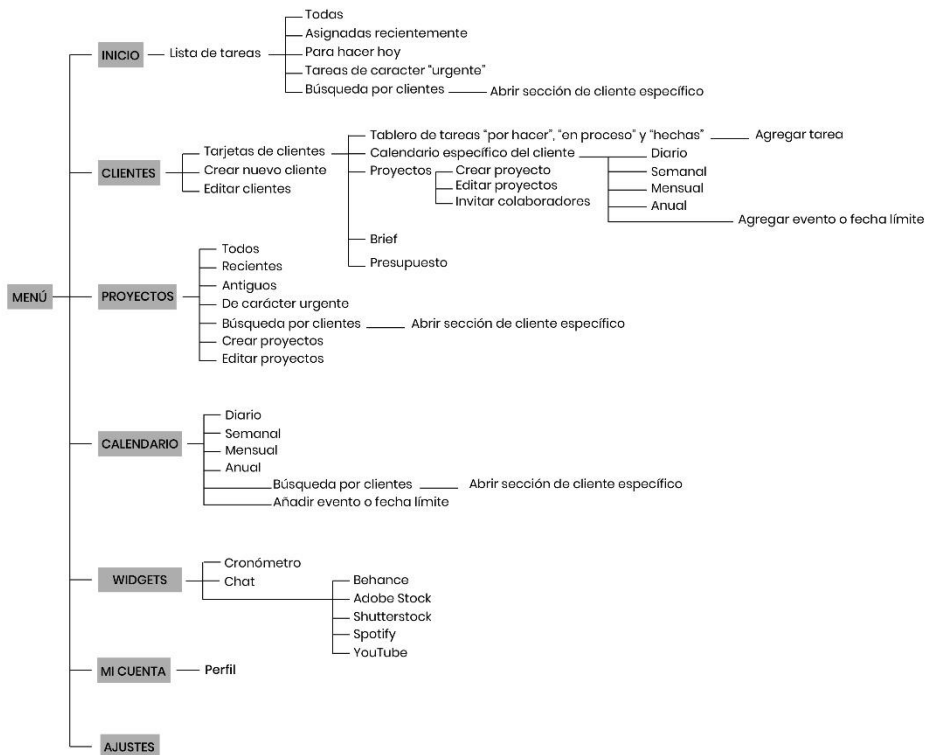 MENÚ
INICIO
Lista de tareas
Todas
Asignadas recientemente
Para hacer hoy
Tareas de caracter “urgente”
Búsqueda por clientes
Abrir sección de cliente específico
CLIENTES
Tarjetas de clientes
Crear nuevo cliente
Editar clientes
Tablero de tareas “por hacer”, “en proceso” y “hechas”
Agregar tarea
Calendario específico del cliente
Diario
Semanal
Mensual
Anual
Agregar evento o fecha límite
Proyectos
Crear proyecto
Editar proyectos
Invitar colaboradores
Brief
Presupuesto
PROYECTOS
Todos
Recientes
Antiguos
De carácter urgente
Búsqueda por clientes
Abrir sección de cliente específico
Crear proyectos
Editar proyectos
CALENDARIO
Diario
Semanal
Mensual
Anual
Búsqueda por clientes
Abrir sección de cliente específico
Añadir evento o fecha límite
WIDGETS
Cronómetro
Chat
Behance
Adobe Stock
Shutterstock
Spotify
YouTube
MI CUENTA
Perfil
AJUSTES